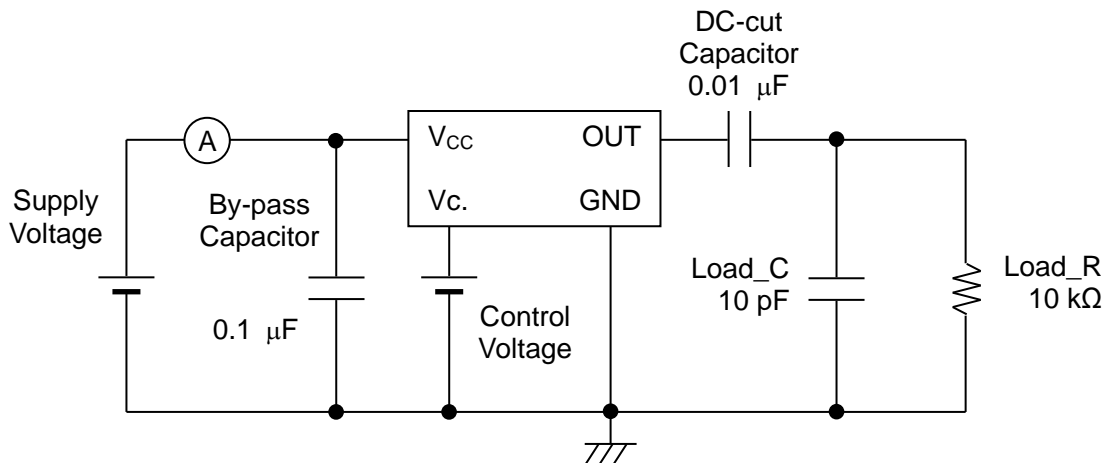 DC-cut
Capacitor
0.01 μF
A
V_CC
OUT
Vc.
GND
Supply
Voltage
By-pass
Capacitor
0.1 μF
Control
Voltage
Load_C
10 pF
Load_R
10 kΩ